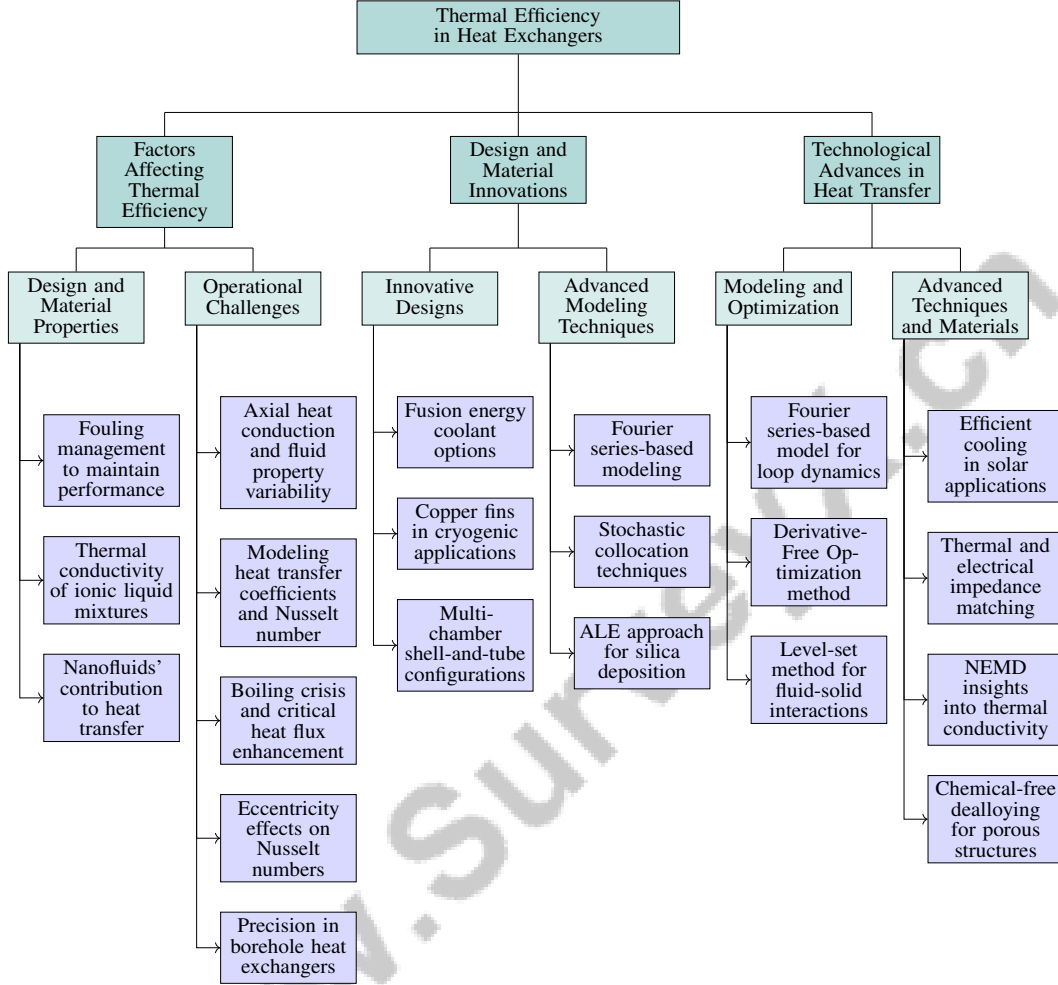 Thermal Efficiency
in Heat Exchangers
Factors
Affecting
Thermal
Efficiency
Design and
Material
Innovations
Technological
Advances in
Heat Transfer
Design and
Material
Properties
Operational
Challenges
Innovative
Designs
Advanced
Modeling
Techniques
Modeling and
Optimization
Advanced
Techniques
and Materials
Fouling
management
to maintain
performance
Thermal
conductivity
of ionic liquid
mixtures
Nanofluids'
contribution
to heat
transfer
Axial heat
conduction
and fluid
property
variability
Modeling
heat transfer
coefficients
and Nusselt
number
Boiling crisis
and critical
heat flux
enhancement
Eccentricity
effects on
Nusselt
numbers
Precision in
borehole heat
exchangers
Fusion energy
coolant
options
Copper fins
in cryogenic
applications
Multi-
chamber
shell-and-tube
configurations
Fourier
series-based
modeling
Stochastic
collocation
techniques
ALE approach
for silica
deposition
Fourier
series-based
model for
loop dynamics
Derivative-
Free Op-
timization
method
Level-set
method for
fluid-solid
interactions
Efficient
cooling
in solar
applications
Thermal and
electrical
impedance
matching
NEMD
insights
into thermal
conductivity
Chemical-free
dealloying
for porous
structures
w.Surveyx.cn